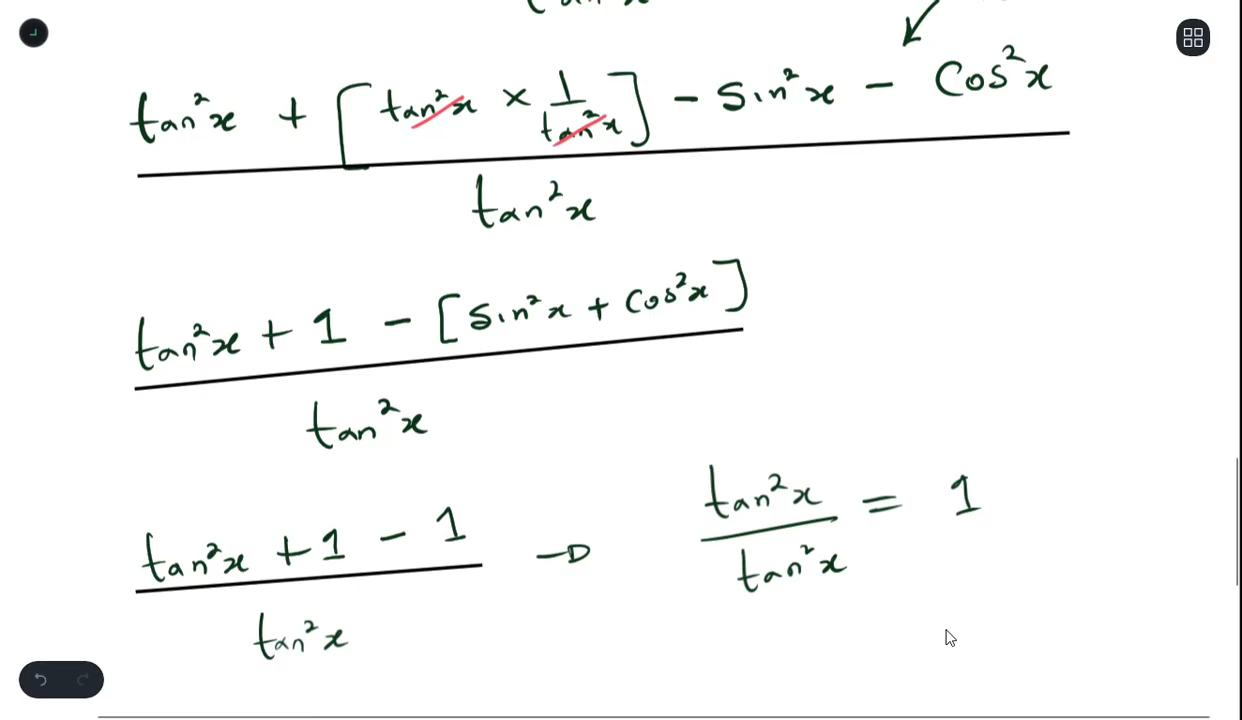 tan²x
tan²x + [tan²x × 1/tan²x] - Sin²x - Cos²x
tan²x
tan²x + 1 - [Sin²x + Cos²x]
tan²x
tan²x + 1 - 1 → tan²x/tan²x = 1
tan²x